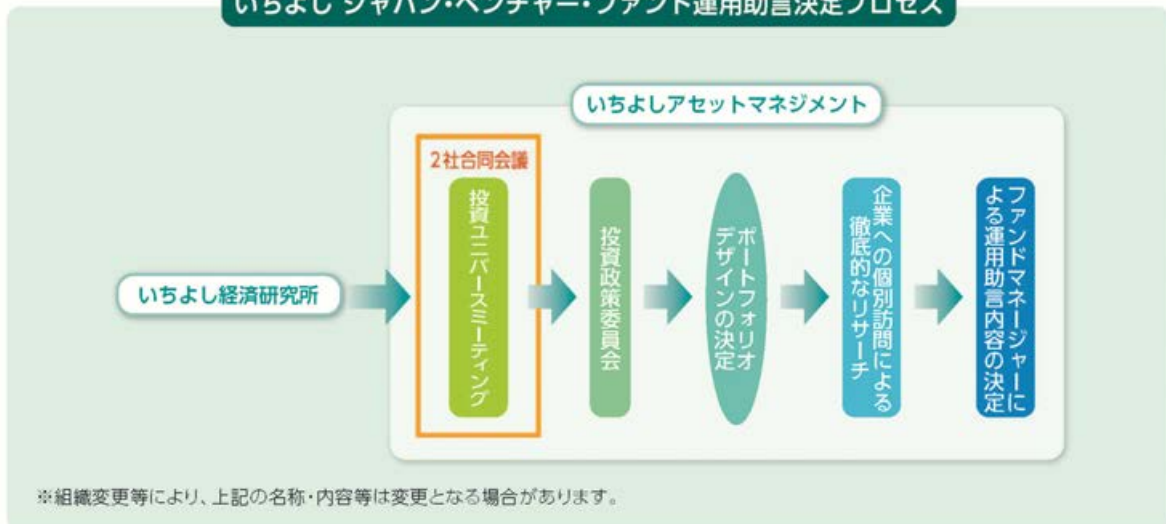 いちよし ジャパン・ベンチャー・ファンド運用助言決定プロセス
いちよしアセットマネジメント
2社合同会議
いちよし経済研究所
投資ユニバースミーティング
投資政策委員会
ポートフォリオ
デザインの決定
企業への個別訪問による
徹底的なリサーチ
ファンドマネージャーに
よる運用助言内容の決定
※組織変更等により、上記の名称・内容等は変更となる場合があります。